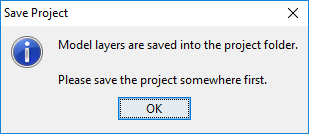 Save Project
Model layers are saved into the project folder.
Please save the project somewhere first.
OK